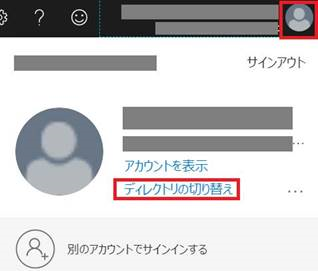 ?
サインアウト
...
アカウントを表示
ディレクトリの切り替え ...
別のアカウントでサインインする